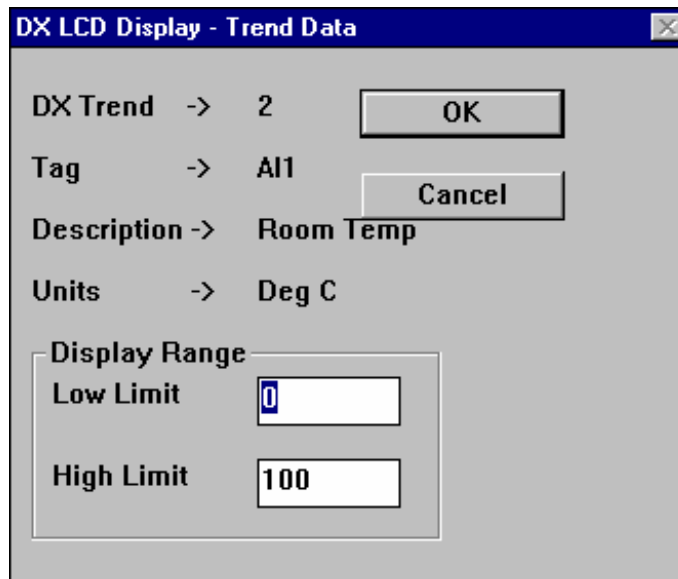 DX LCD Display - Trend Data
DX Trend -> 2
OK
Tag -> AI1
Cancel
Description -> Room Temp
Units -> Deg C
Display Range
Low Limit 0
High Limit 100